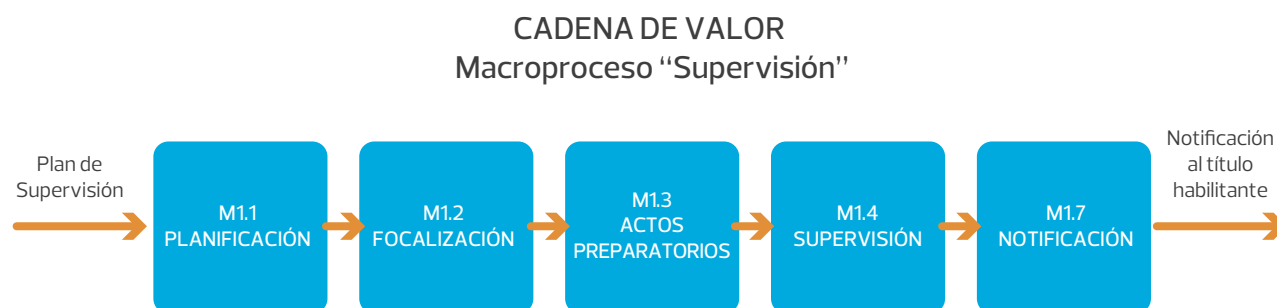 CADENA DE VALOR
Macroproceso “Supervisión”
Plan de
Supervisión
M1.1
PLANIFICACIÓN
M1.2
FOCALIZACIÓN
M1.3
ACTOS
PREPARATORIOS
M1.4
SUPERVISIÓN
M1.7
NOTIFICACIÓN
Notificación
al título
habilitante